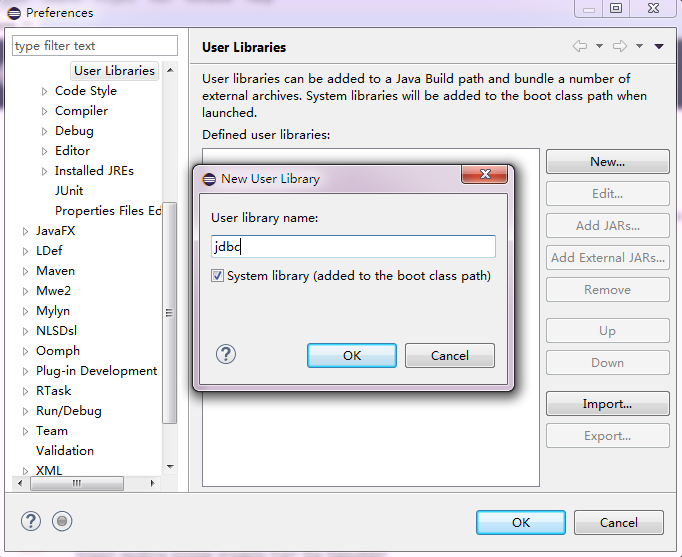 Preferences
type filter text
User Libraries
Code Style
Compiler
Debug
Editor
Installed JREs
JUnit
Properties Files Ed
JavaFX
LDef
Maven
Mwe2
Mylyn
NLSDsl
Oomph
Plug-in Development
RTask
Run/Debug
Team
Validation
XML
User Libraries
User libraries can be added to a Java Build path and bundle a number of
external archives. System libraries will be added to the boot class path when
launched.
Defined user libraries:
New...
Edit...
Add JARs...
Add External JARs...
Remove
Up
Down
Import...
Export...
New User Library
User library name:
jdbc
System library (added to the boot class path)
OK
Cancel
OK
Cancel